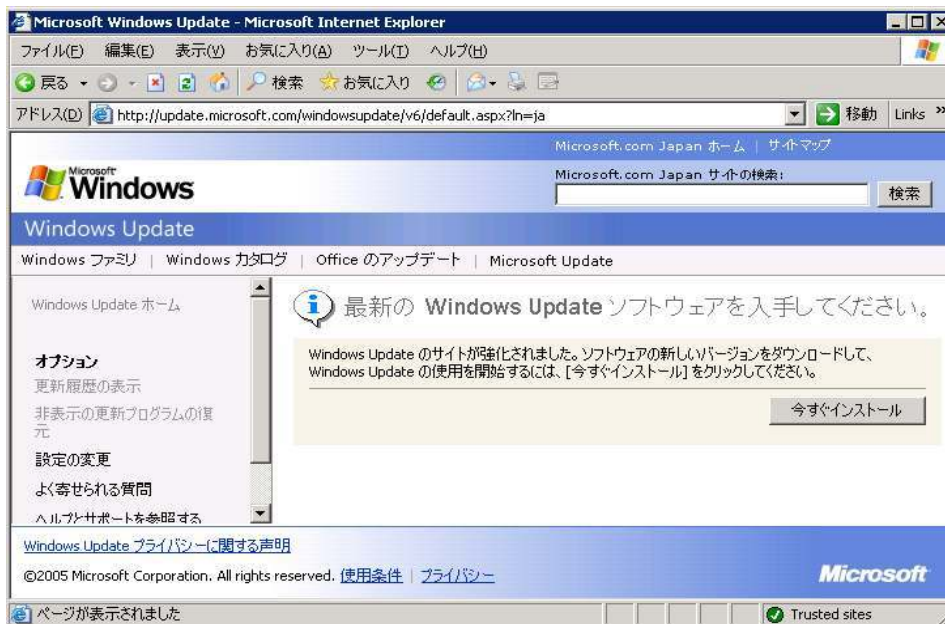 Microsoft Windows Update - Microsoft Internet Explorer
ファイル(F) 編集(E) 表示(V) お気に入り(A) ツール(T) ヘルプ(H)
戻る 検索 お気に入り
アドレス(D) http://update.microsoft.com/windowsupdate/v6/default.aspx?ln=ja 移動 Links »
Microsoft.com Japan ホーム | サイトマップ
Microsoft Windows
Microsoft.com Japan サイトの検索:
検索
Windows Update
Windows ファミリ | Windows カタログ | Office のアップデート | Microsoft Update
Windows Update ホーム
オプション
更新履歴の表示
非表示の更新プログラムの復
元
設定の変更
よく寄せられる質問
ヘルプとサポートを参照する
最新の Windows Update ソフトウェアを入手してください。
Windows Update のサイトが強化されました。ソフトウェアの新しいバージョンをダウンロードして、
Windows Update の使用を開始するには、[今すぐインストール] をクリックしてください。
今すぐインストール
Windows Update プライバシーに関する声明
©2005 Microsoft Corporation. All rights reserved. 使用条件 | プライバシー
Microsoft
ページが表示されました
Trusted sites